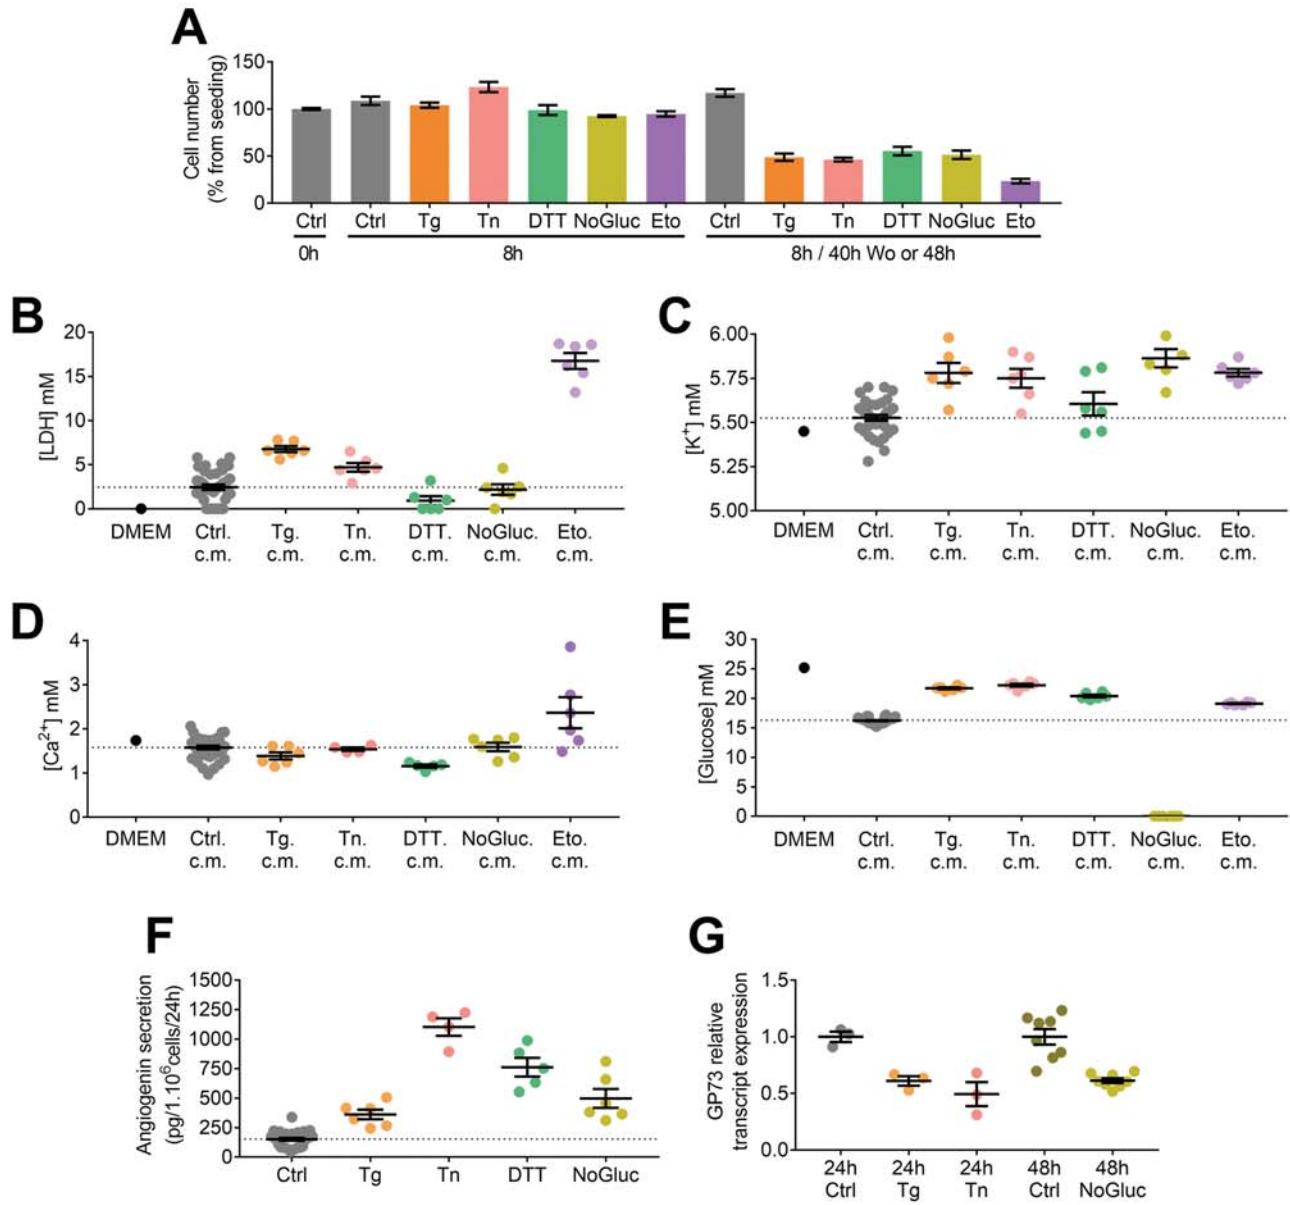 A
Cell number
(% from seeding)
150
100
50
0
Ctrl Ctrl Tg Tn DTT NoGluc Eto Ctrl Tg Tn DTT NoGluc Eto
0h 8h 8h / 40h Wo or 48h
B
[LDH] mM
20
15
10
5
0
DMEM Ctrl. Tg. Tn. DTT. NoGluc. Eto.
c.m. c.m. c.m. c.m. c.m. c.m.
C
[K+] mM
6.00
5.75
5.50
5.25
5.00
DMEM Ctrl. Tg. Tn. DTT. NoGluc. Eto.
c.m. c.m. c.m. c.m. c.m. c.m.
D
[Ca2+] mM
4
3
2
1
0
DMEM Ctrl. Tg. Tn. DTT. NoGluc. Eto.
c.m. c.m. c.m. c.m. c.m. c.m.
E
[Glucose] mM
30
25
20
15
10
5
0
DMEM Ctrl. Tg. Tn. DTT. NoGluc. Eto.
c.m. c.m. c.m. c.m. c.m. c.m.
F
Angiogenin secretion
(pg/1.10⁶cells/24h)
1500
1250
1000
750
500
250
0
Ctrl Tg Tn DTT NoGluc
G
GP73 relative
transcript expression
1.5
1.0
0.5
0.0
24h 24h 24h 48h 48h
Ctrl Tg Tn Ctrl NoGluc